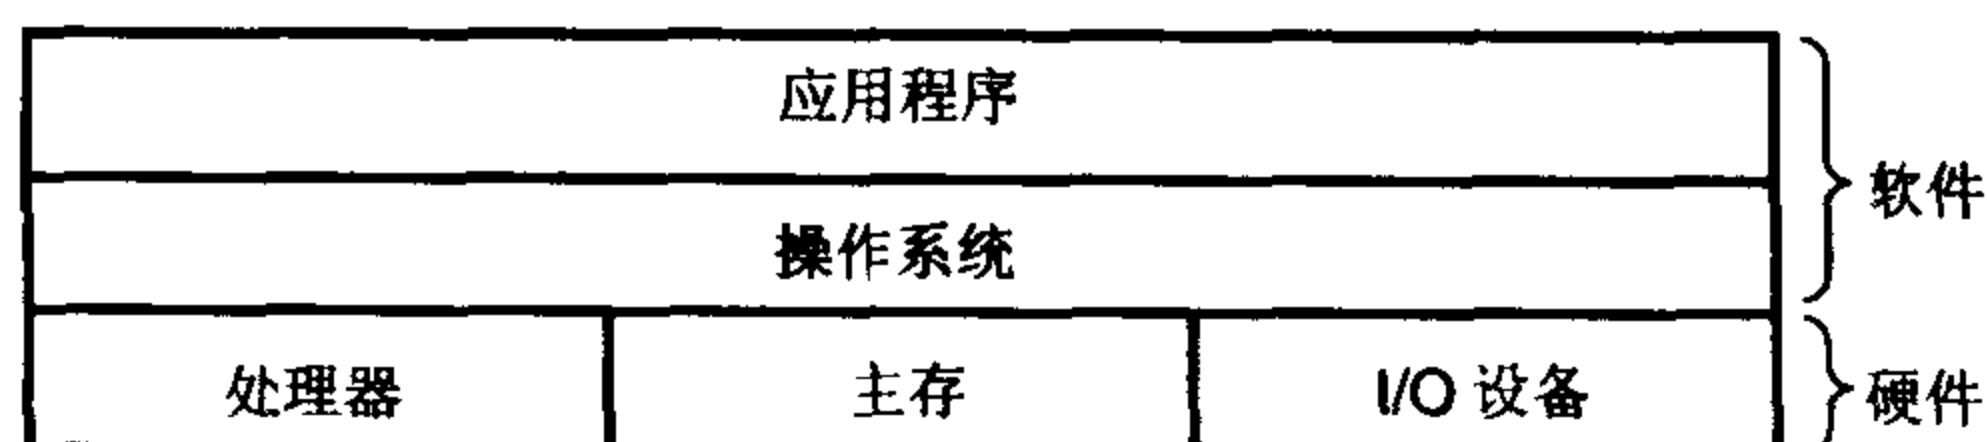 应用程序
软件
操作系统
处理器
主存
I/O 设备
硬件